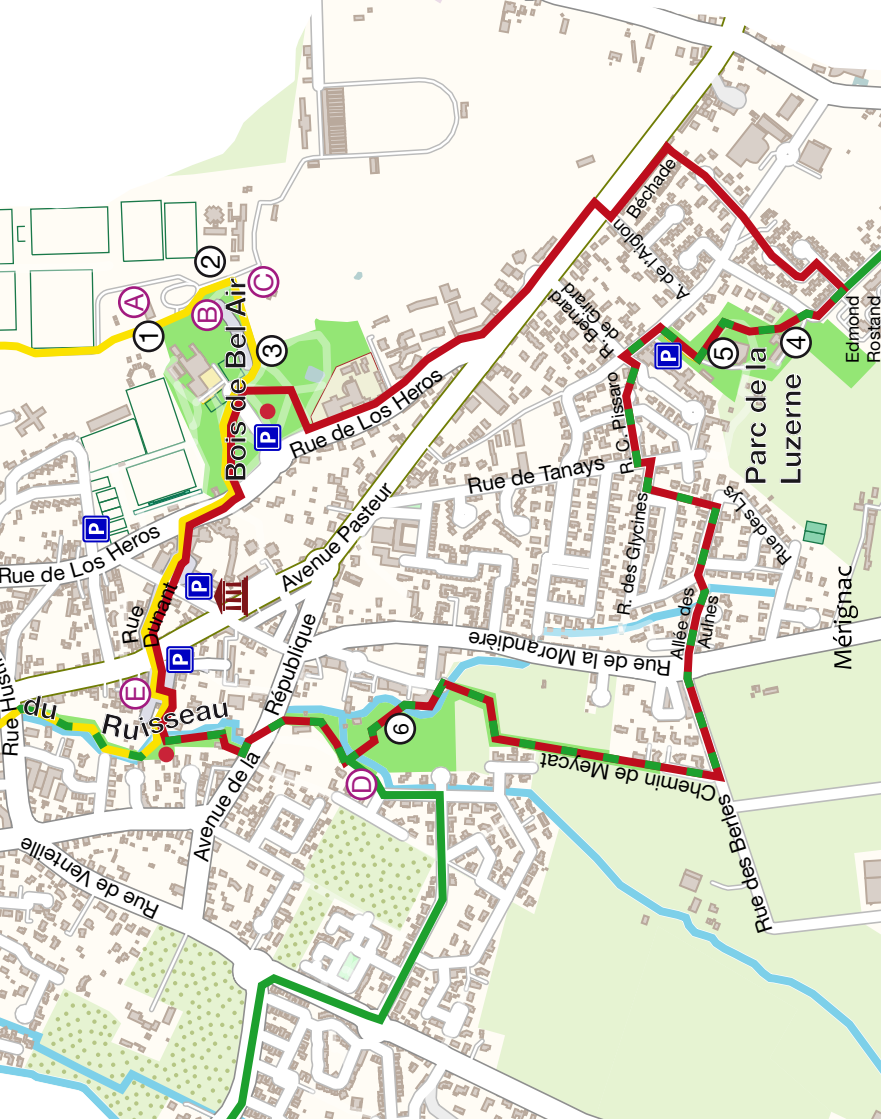 A
2
C
B
1
3
Bois de Bel Air
P
Rue de Los Heros
Béchade
A. de l'Aiglon
R. Bernard
de Girard
P
5
4
Edmond
Rostand
Parc de la
Luzerne
R. C. Pissaro
Rue de Tanays
P
Rue de Los Heros
Avenue Pasteur
P
Rue
Dunant
P
E
R. des Glycines
Rue des Lys
Allée des
Aulnes
Mérignac
Rue de la Morandière
République
Avenue de la
du
Ruisseau
6
D
Chemin de Meycat
Rue des Berles
Rue de Venteille